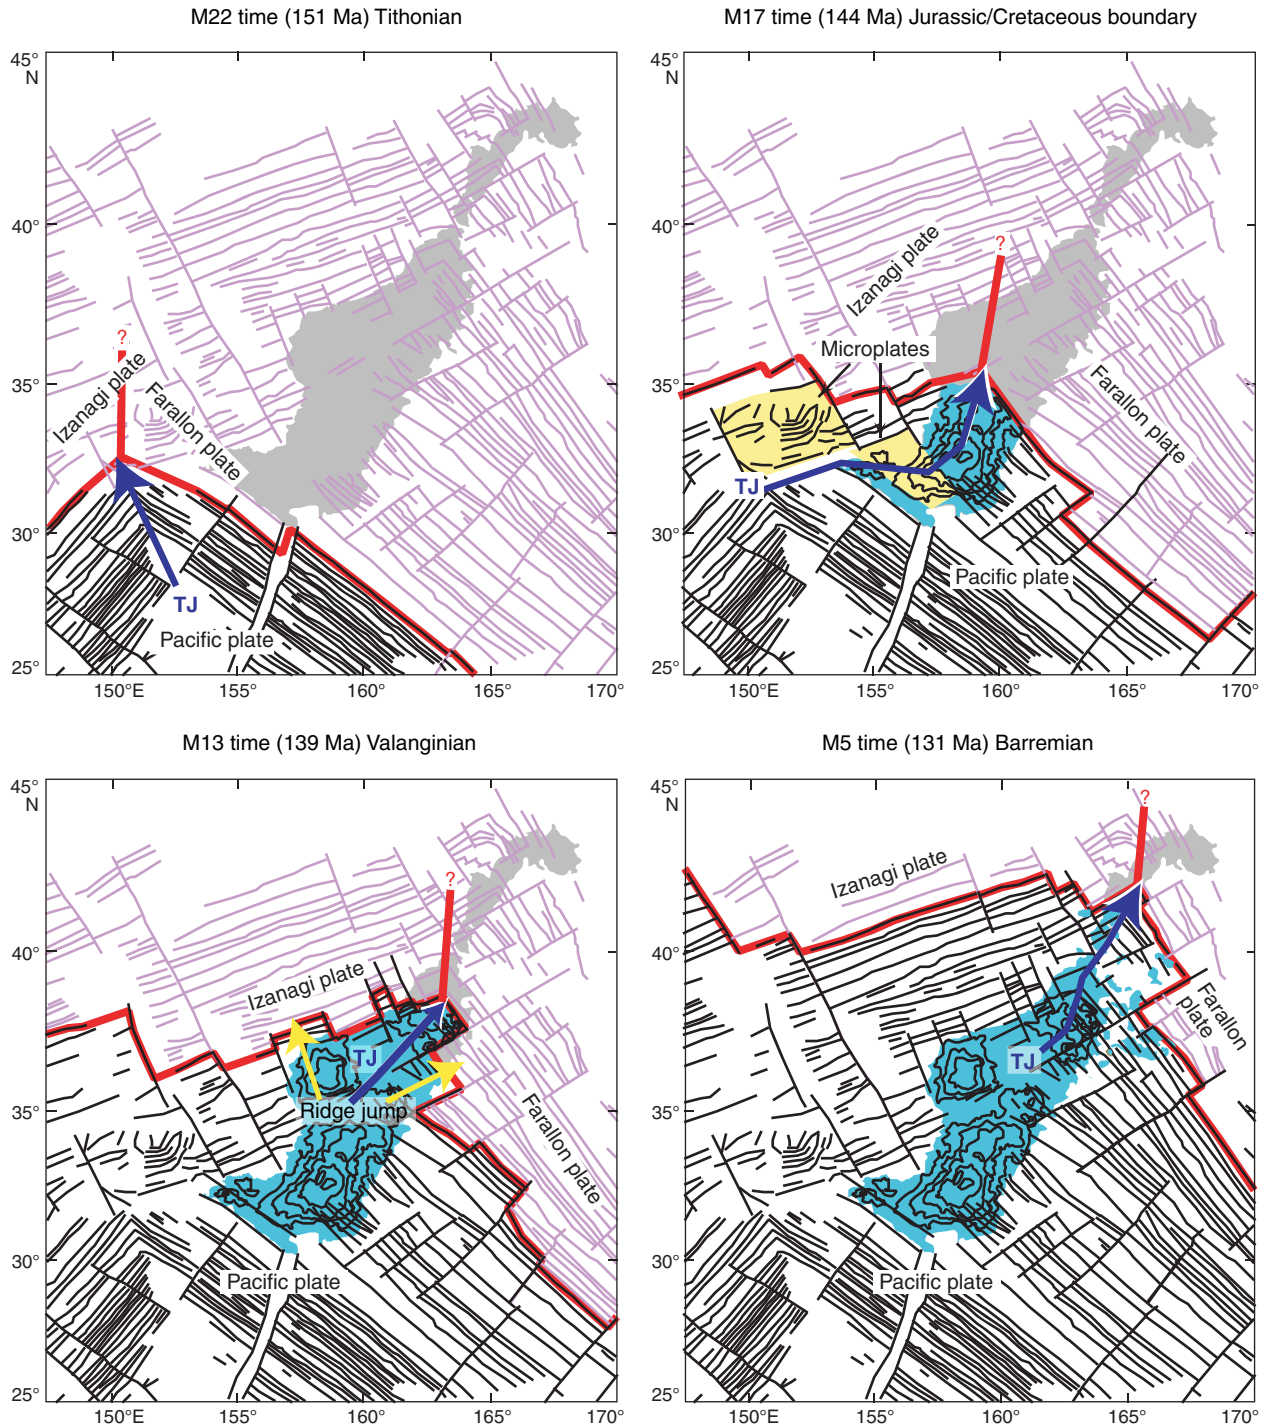 M22 time (151 Ma) Tithonian
45°
N
40°
35°
30°
25°
?
Izanagi plate
Farallon plate
TJ
Pacific plate
150°E
155°
160°
165°
170°
M17 time (144 Ma) Jurassic/Cretaceous boundary
45°
N
40°
35°
30°
25°
Izanagi plate
?
Microplates
Farallon plate
TJ
Pacific plate
150°E
155°
160°
165°
170°
M13 time (139 Ma) Valanginian
45°
N
40°
35°
30°
25°
?
Izanagi plate
TJ
Ridge jump
Farallon plate
Pacific plate
150°E
155°
160°
165°
170°
M5 time (131 Ma) Barremian
45°
N
40°
35°
30°
25°
?
Izanagi plate
Farallon
plate
TJ
Pacific plate
150°E
155°
160°
165°
170°